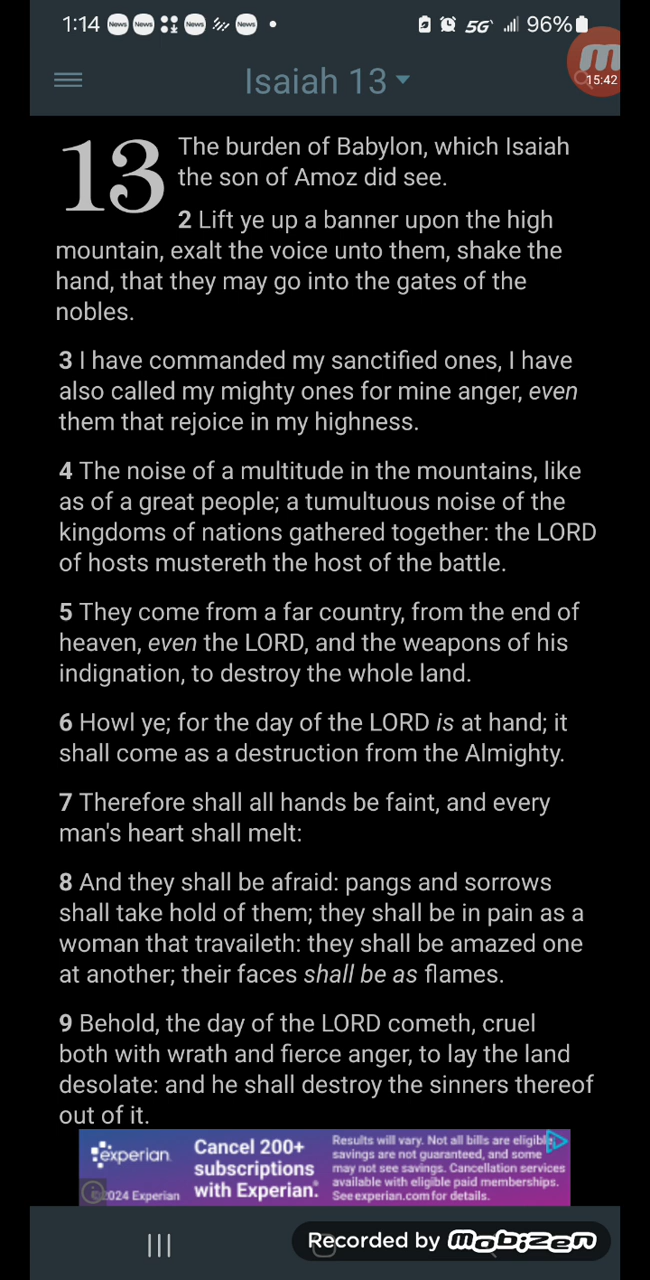 1:14 News News News News 5G 96%
Isaiah 13
15:42
13 The burden of Babylon, which Isaiah
the son of Amoz did see.
2 Lift ye up a banner upon the high
mountain, exalt the voice unto them, shake the
hand, that they may go into the gates of the
nobles.
3 I have commanded my sanctified ones, I have
also called my mighty ones for mine anger, even
them that rejoice in my highness.
4 The noise of a multitude in the mountains, like
as of a great people; a tumultuous noise of the
kingdoms of nations gathered together: the LORD
of hosts mustereth the host of the battle.
5 They come from a far country, from the end of
heaven, even the LORD, and the weapons of his
indignation, to destroy the whole land.
6 Howl ye; for the day of the LORD is at hand; it
shall come as a destruction from the Almighty.
7 Therefore shall all hands be faint, and every
man's heart shall melt:
8 And they shall be afraid: pangs and sorrows
shall take hold of them; they shall be in pain as a
woman that travaileth: they shall be amazed one
at another; their faces shall be as flames.
9 Behold, the day of the LORD cometh, cruel
both with wrath and fierce anger, to lay the land
desolate: and he shall destroy the sinners thereof
out of it.
experian.
2024 Experian
Cancel 200+
subscriptions
with Experian.
Results will vary. Not all bills are eligible,
savings are not guaranteed, and some
may not see savings. Cancellation services
available with eligible paid memberships.
See experian.com for details.
Recorded by mobizen